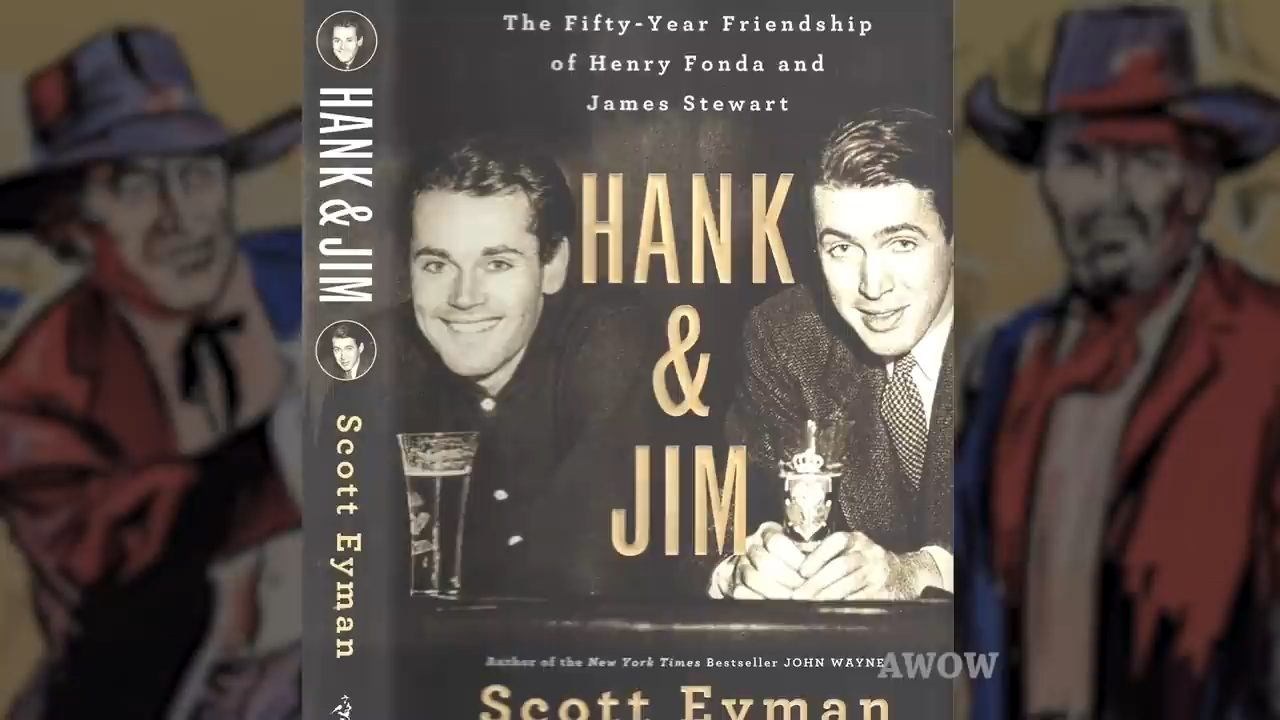 HANK & JIM
Scott Eyman
The Fifty-Year Friendship
of Henry Fonda and
James Stewart
HANK
&
JIM
Author of the New York Times Bestseller JOHN WAYNE
Scott Eyman
AWOW